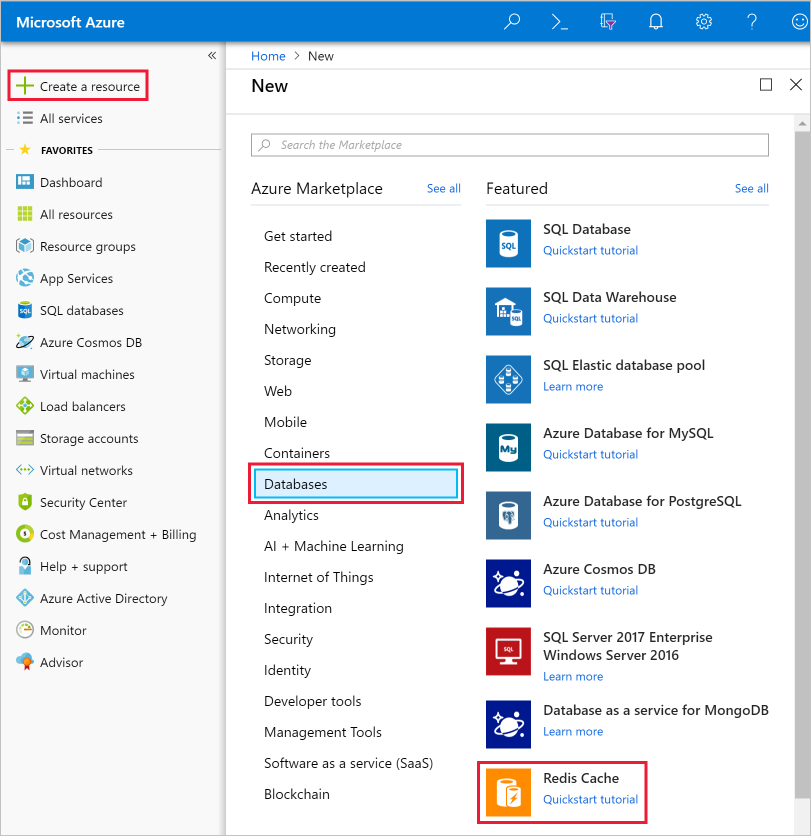 Microsoft Azure
Create a resource
All services
FAVORITES
Dashboard
All resources
Resource groups
App Services
SQL databases
Azure Cosmos DB
Virtual machines
Load balancers
Storage accounts
Virtual networks
Security Center
Cost Management + Billing
Help + support
Azure Active Directory
Monitor
Advisor
Home > New
New
Search the Marketplace
Azure Marketplace
See all
Get started
Recently created
Compute
Networking
Storage
Web
Mobile
Containers
Databases
Analytics
AI + Machine Learning
Internet of Things
Integration
Security
Identity
Developer tools
Management Tools
Software as a service (SaaS)
Blockchain
Featured
See all
SQL
SQL Database
Quickstart tutorial
SQL
SQL Data Warehouse
Quickstart tutorial
SQL Elastic database pool
Learn more
My
Azure Database for MySQL
Quickstart tutorial
Azure Database for PostgreSQL
Quickstart tutorial
Azure Cosmos DB
Quickstart tutorial
SQL
SQL Server 2017 Enterprise
Windows Server 2016
Learn more
Database as a service for MongoDB
Learn more
Redis Cache
Quickstart tutorial